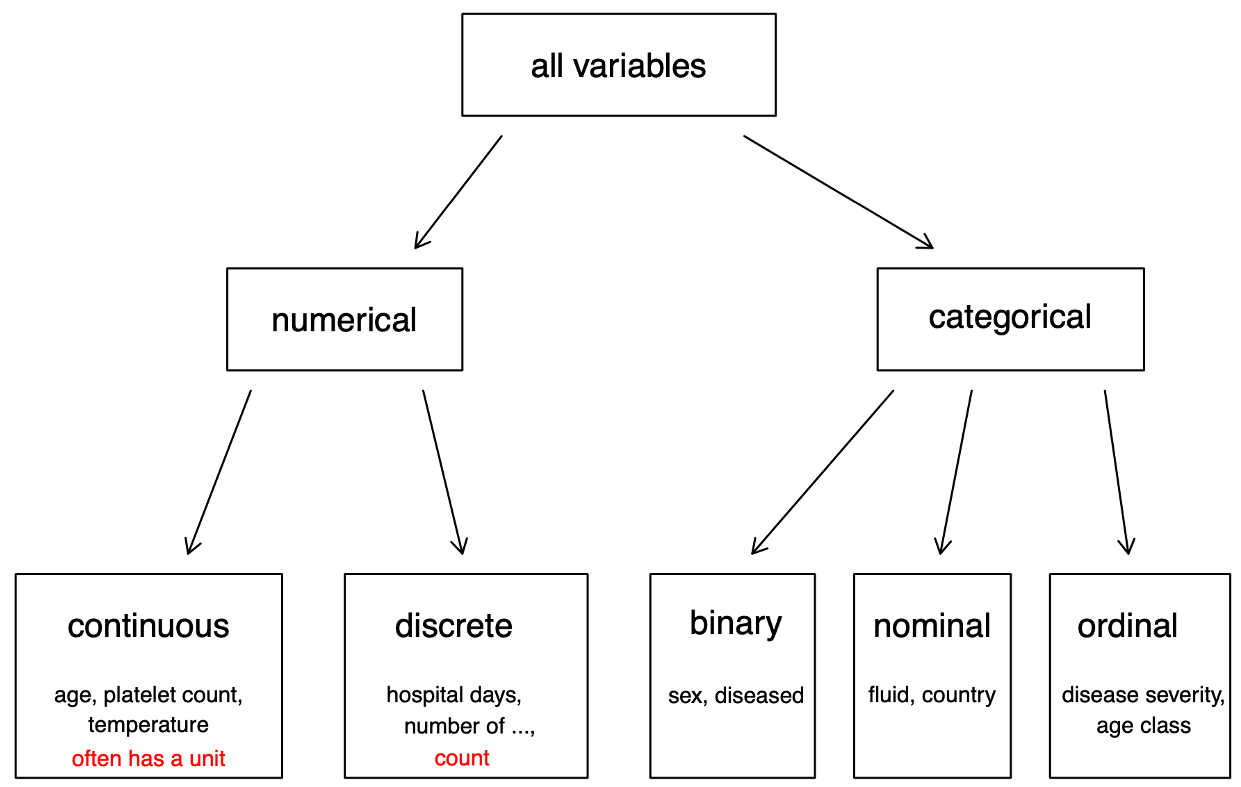 all variables
numerical
categorical
continuous
age, platelet count,
temperature
often has a unit
discrete
hospital days,
number of ...,
count
binary
sex, diseased
nominal
fluid, country
ordinal
disease severity,
age class